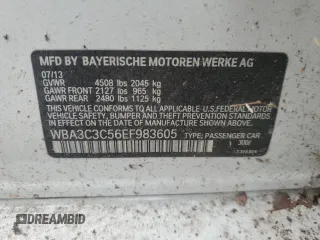 MFD. BY BAYERISCHE MOTOREN WERKE AG
07/13
GVWR 4508 lbs 2045 kg
GAWR FRONT 2127 lbs 965 kg
GAWR REAR 2480 lbs 1125 kg
THIS VEHICLE CONFORMS TO ALL APPLICABLE U.S. FEDERAL MOTOR
VEHICLE SAFETY, BUMPER, AND THEFT PREVENTION STANDARDS
IN EFFECT ON THE DATE OF MANUFACTURE SHOWN ABOVE.
WBA3C3C56EF983605 TYPE: PASSENGER CAR
DREAMBID